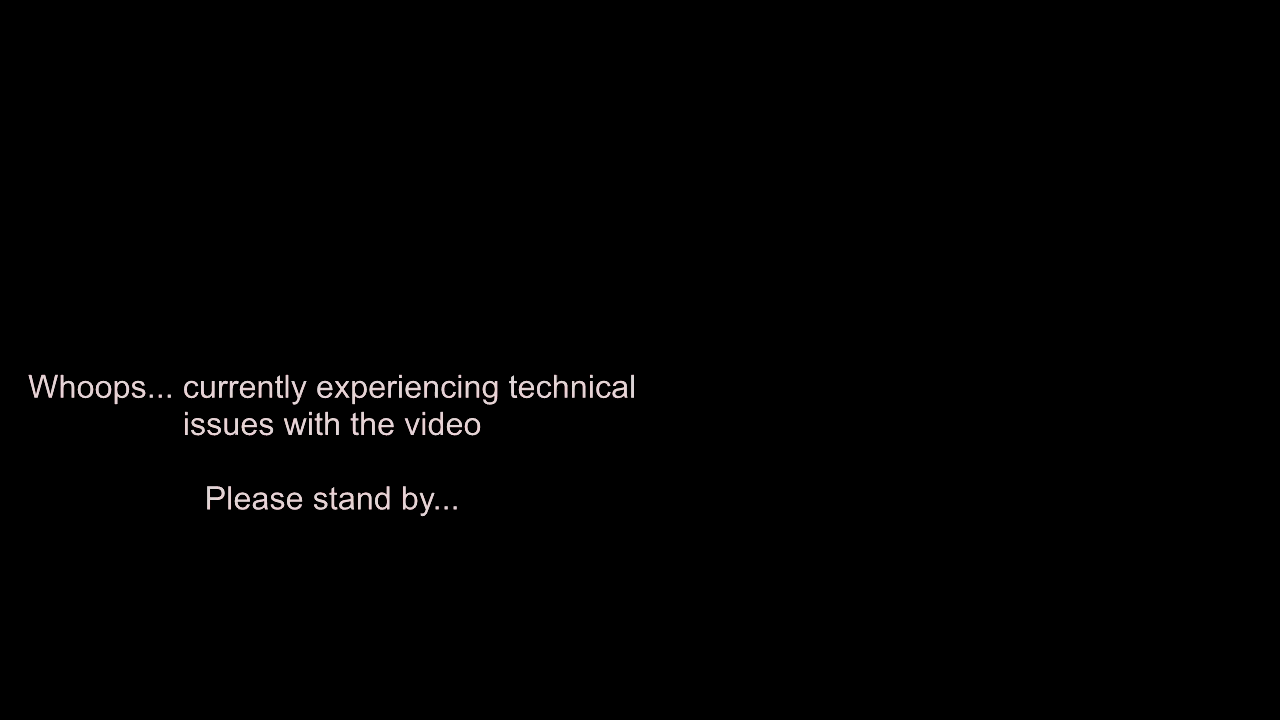 Whoops... currently experiencing technical
issues with the video
Please stand by...